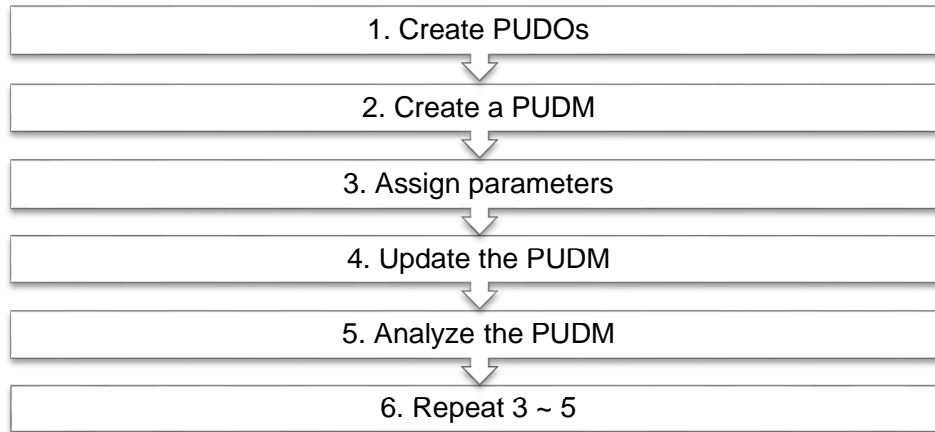 1. Create PUDOs
2. Create a PUDM
3. Assign parameters
4. Update the PUDM
5. Analyze the PUDM
6. Repeat 3 ~ 5